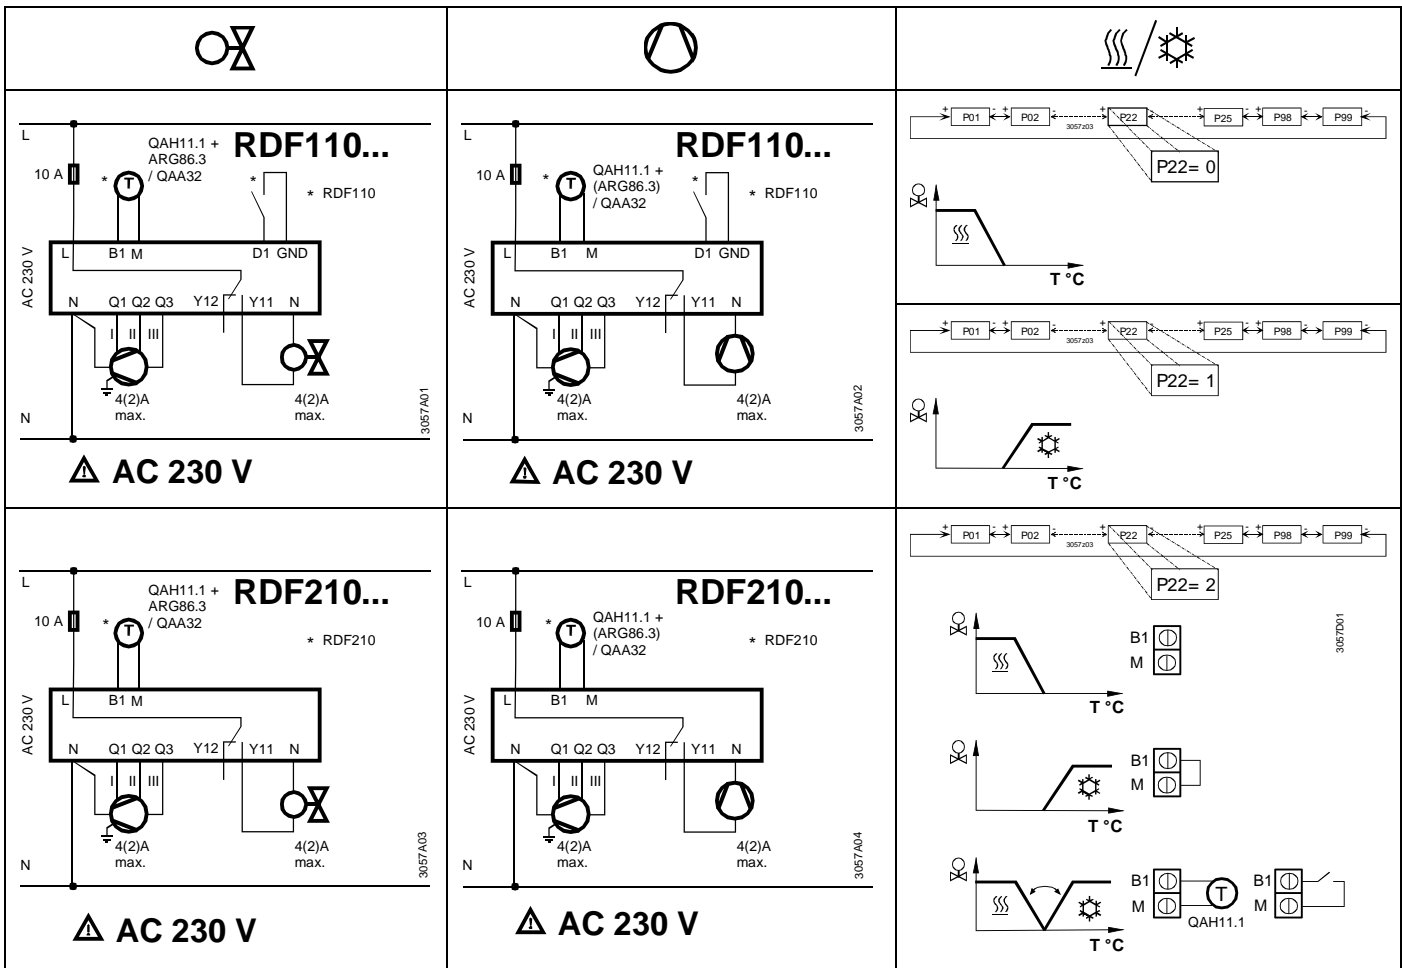 L
10 A
*
T
QAH11.1 +
ARG86.3
/ QAA32
RDF110...
*
* RDF110
AC 230 V
L B1 M D1 GND
N Q1 Q2 Q3 Y12 Y11 N
I II III
4(2)A
max.
4(2)A
max.
N
3057A01
⚠ AC 230 V
L
10 A
*
T
QAH11.1 +
(ARG86.3)
/ QAA32
RDF110...
*
* RDF110
AC 230 V
L B1 M D1 GND
N Q1 Q2 Q3 Y12 Y11 N
I II III
4(2)A
max.
4(2)A
max.
N
3057A02
⚠ AC 230 V
+ P01 - + P02 - + P22 - + P25 - + P98 - + P99 -
3057z03
P22= 0
T °C
+ P01 - + P02 - + P22 - + P25 - + P98 - + P99 -
3057z03
P22= 1
T °C
L
10 A
*
T
QAH11.1 +
ARG86.3
/ QAA32
RDF210...
* RDF210
AC 230 V
L B1 M
N Q1 Q2 Q3 Y12 Y11 N
I II III
4(2)A
max.
4(2)A
max.
N
3057A03
⚠ AC 230 V
L
10 A
*
T
QAH11.1 +
(ARG86.3)
/ QAA32
RDF210...
* RDF210
AC 230 V
L B1 M
N Q1 Q2 Q3 Y12 Y11 N
I II III
4(2)A
max.
4(2)A
max.
N
3057A04
⚠ AC 230 V
+ P01 - + P02 - + P22 - + P25 - + P98 - + P99 -
3057z03
P22= 2
3057D01
B1
M
T °C
B1
M
T °C
B1
M
T
QAH11.1
B1
M
T °C